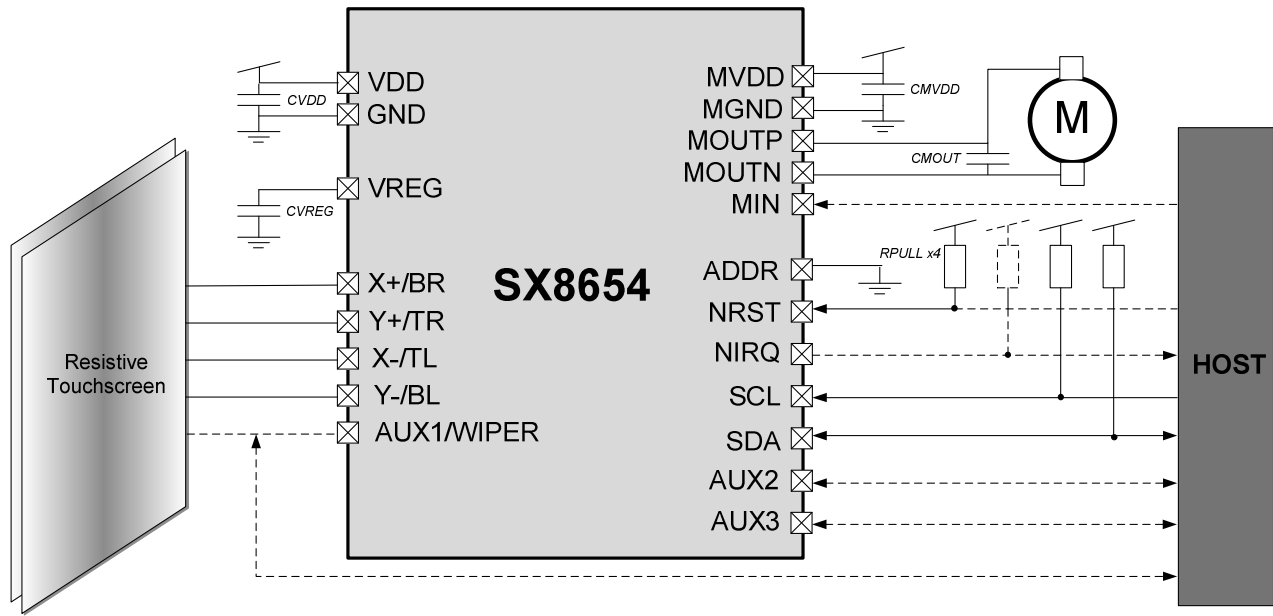 VDD
CVDD
GND
VREG
CVREG
X+/BR
Y+/TR
X-/TL
Y-/BL
AUX1/WIPER
Resistive
Touchscreen
SX8654
MVDD
MGND
MOUTP
MOUTN
MIN
ADDR
NRST
NIRQ
SCL
SDA
AUX2
AUX3
CMVDD
CMOUT
M
RPULL x4
HOST